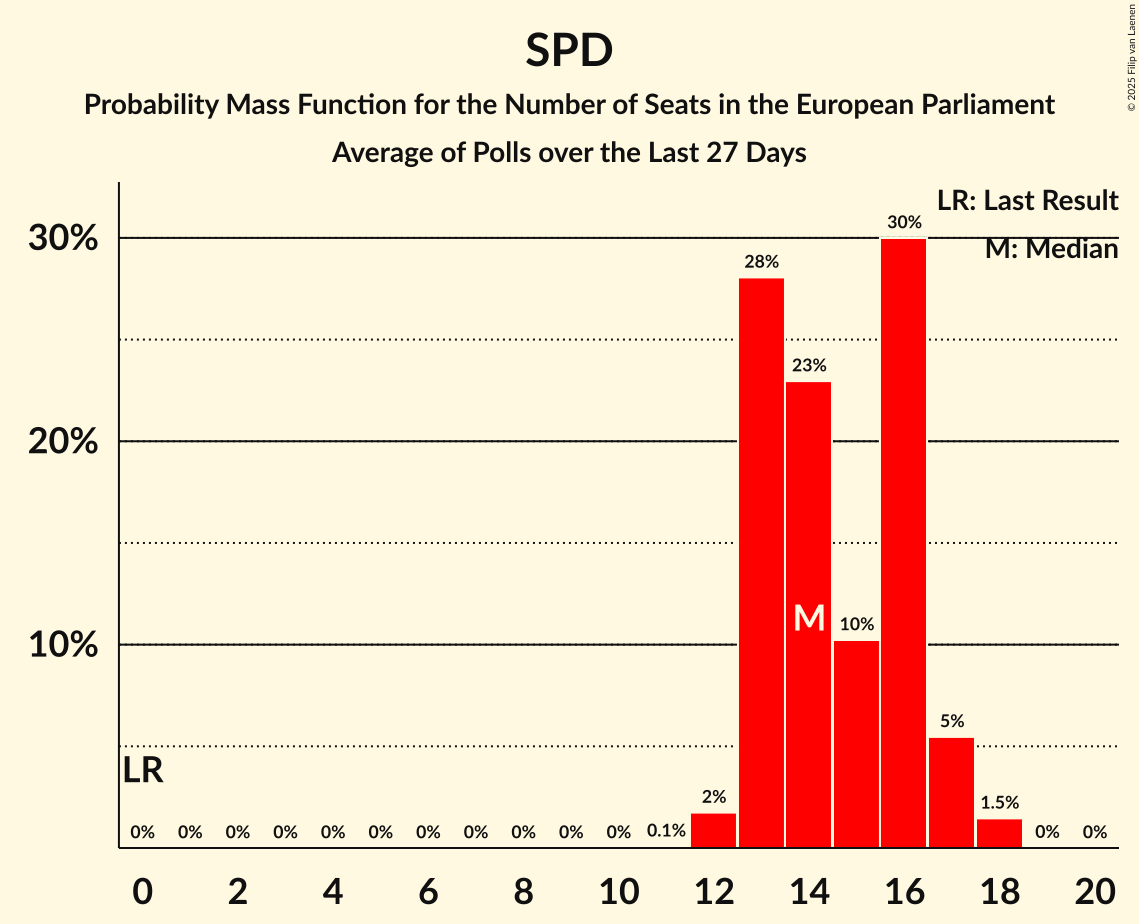 SPD
Probability Mass Function for the Number of Seats in the European Parliament
Average of Polls over the Last 27 Days
© 2025 Filip van Laenen
LR: Last Result
M: Median
30%
20%
10%
30%
28%
23%
10%
5%
2%
1.5%
0.1%
M
LR
0% 0% 0% 0% 0% 0% 0% 0% 0% 0% 0% 0% 0%
0 2 4 6 8 10 12 14 16 18 20